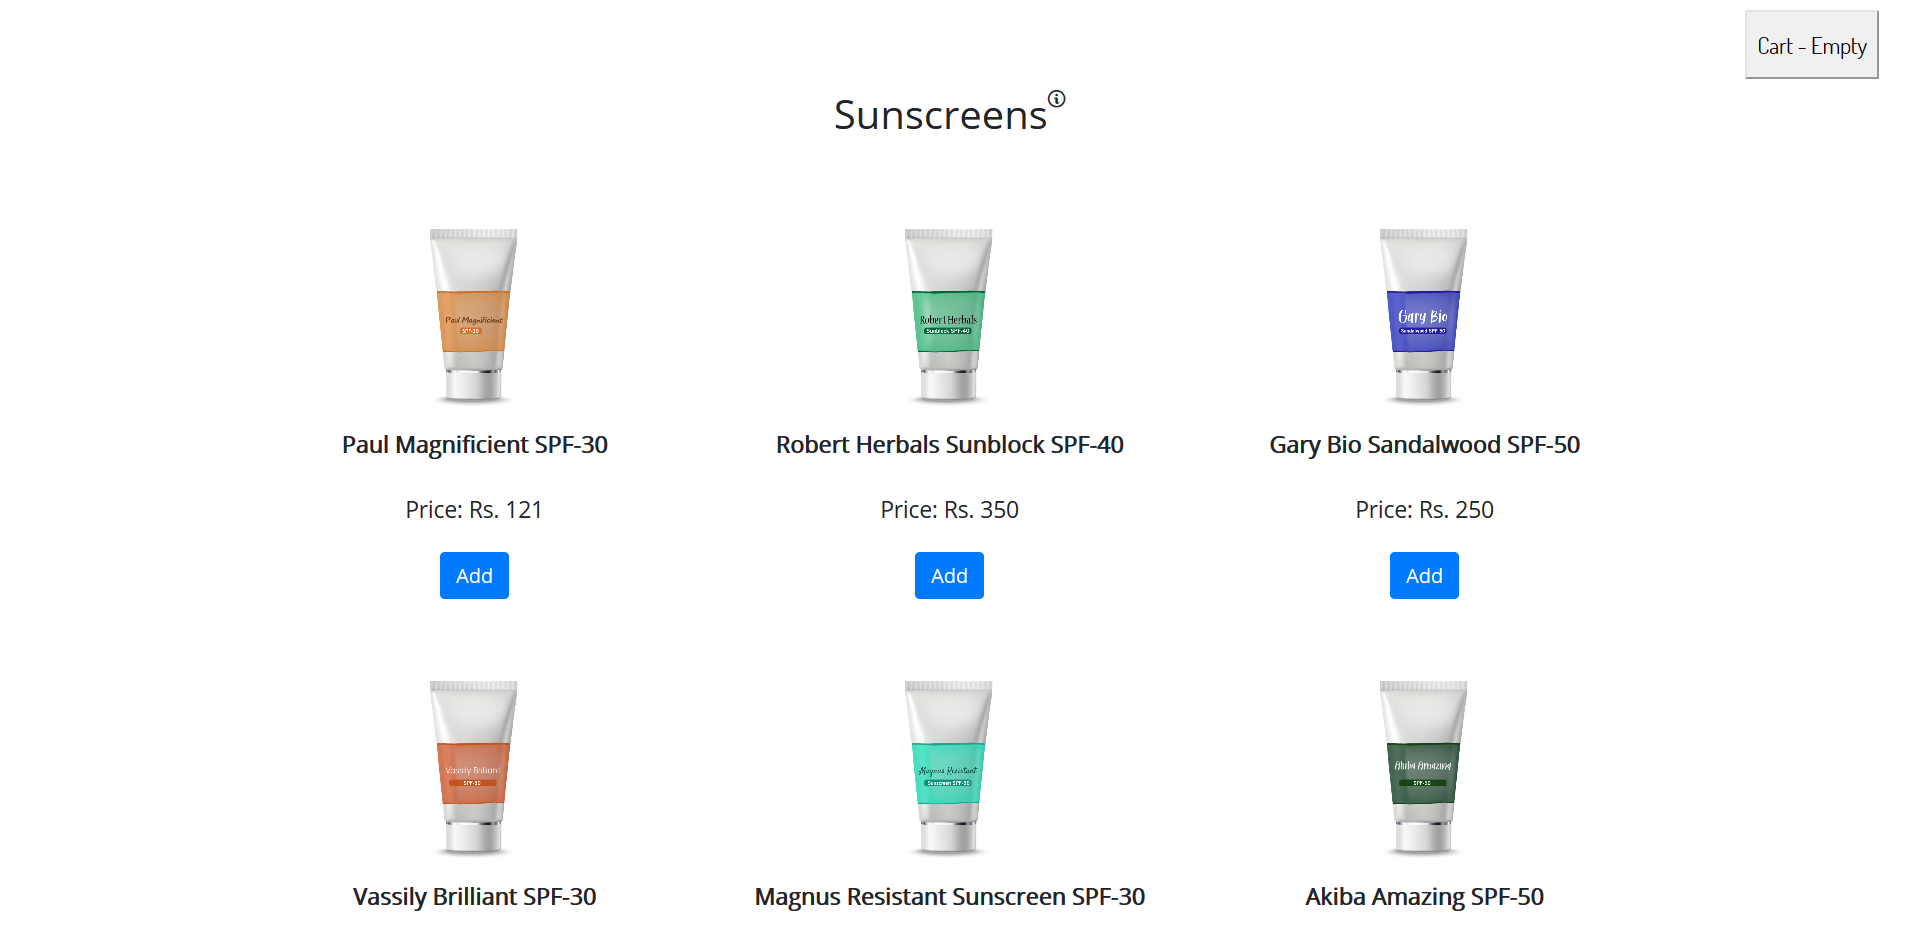 Cart - Empty
Sunscreens
Paul Magnificient
SPF-30
Robert Herbals
Sunblock SPF-40
Gary Bio
Sandalwood SPF-50
Paul Magnificient SPF-30
Robert Herbals Sunblock SPF-40
Gary Bio Sandalwood SPF-50
Price: Rs. 121
Price: Rs. 350
Price: Rs. 250
Add
Add
Add
Vassily Briliant
SPF-30
Magnus Resistant
Sunscreen SPF-30
Akiba Amazing
SPF-50
Vassily Brilliant SPF-30
Magnus Resistant Sunscreen SPF-30
Akiba Amazing SPF-50